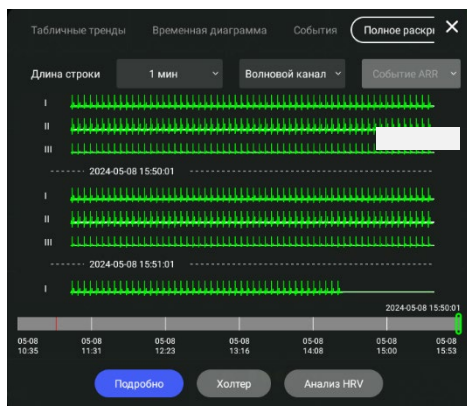 Табличные тренды Временная диаграмма События Полное раскры
Длина строки 1 мин Волновой канал Событие ARR
I
II
III
2024-05-08 15:50:01
I
II
III
2024-05-08 15:51:01
I
2024-05-08 15:50:01
05-08 05-08 05-08 05-08 05-08 05-08 05-08
10:35 11:31 12:23 13:16 14:08 15:00 15:53
Подробно Холтер Анализ HRV